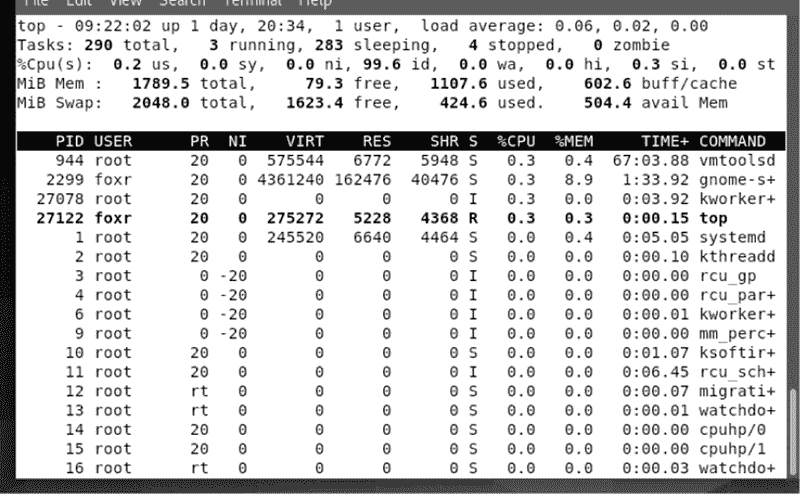 File Edit View Search Terminal Help
top - 09:22:02 up 1 day, 20:34,  1 user,  load average: 0.06, 0.02, 0.00
Tasks: 290 total,   3 running, 283 sleeping,   4 stopped,   0 zombie
%Cpu(s):  0.2 us,  0.0 sy,  0.0 ni, 99.6 id,  0.0 wa,  0.0 hi,  0.3 si,  0.0 st
MiB Mem :   1789.5 total,     79.3 free,   1107.6 used,    602.6 buff/cache
MiB Swap:   2048.0 total,   1623.4 free,    424.6 used.    504.4 avail Mem
PID USER      PR  NI    VIRT    RES    SHR S  %CPU  %MEM     TIME+ COMMAND
944 root      20   0  575544   6772   5948 S   0.3   0.4  67:03.88 vmtoolsd
2299 foxr      20   0 4361240 162476  40476 S   0.3   8.9   1:33.92 gnome-s+
27078 root      20   0       0      0      0 I   0.3   0.0   0:03.92 kworker+
27122 foxr      20   0  275272   5228   4368 R   0.3   0.3   0:00.15 top
1 root      20   0  245520   6640   4464 S   0.0   0.4   0:05.05 systemd
2 root      20   0       0      0      0 S   0.0   0.0   0:00.10 kthreadd
3 root       0 -20       0      0      0 I   0.0   0.0   0:00.00 rcu_gp
4 root       0 -20       0      0      0 I   0.0   0.0   0:00.00 rcu_par+
6 root       0 -20       0      0      0 I   0.0   0.0   0:00.01 kworker+
9 root       0 -20       0      0      0 I   0.0   0.0   0:00.00 mm_perc+
10 root      20   0       0      0      0 S   0.0   0.0   0:01.07 ksoftir+
11 root      20   0       0      0      0 I   0.0   0.0   0:06.45 rcu_sch+
12 root      rt   0       0      0      0 S   0.0   0.0   0:00.07 migrati+
13 root      rt   0       0      0      0 S   0.0   0.0   0:00.01 watchdo+
14 root      20   0       0      0      0 S   0.0   0.0   0:00.00 cpuhp/0
15 root      20   0       0      0      0 S   0.0   0.0   0:00.00 cpuhp/1
16 root      rt   0       0      0      0 S   0.0   0.0   0:00.03 watchdo+